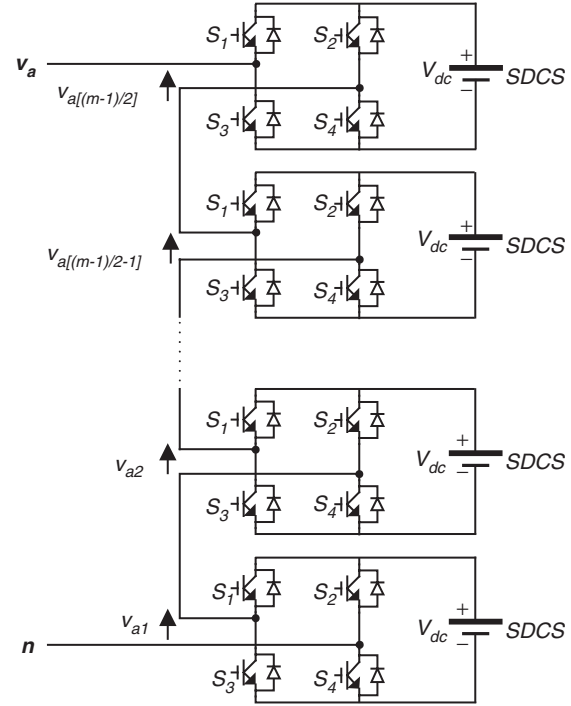 S1 S2
va
Vdc + − SDCS
va[(m-1)/2]
S3 S4
S1 S2
Vdc + − SDCS
va[(m-1)/2-1]
S3 S4
S1 S2
Vdc + − SDCS
va2
S3 S4
S1 S2
va1
Vdc + − SDCS
n
S3 S4